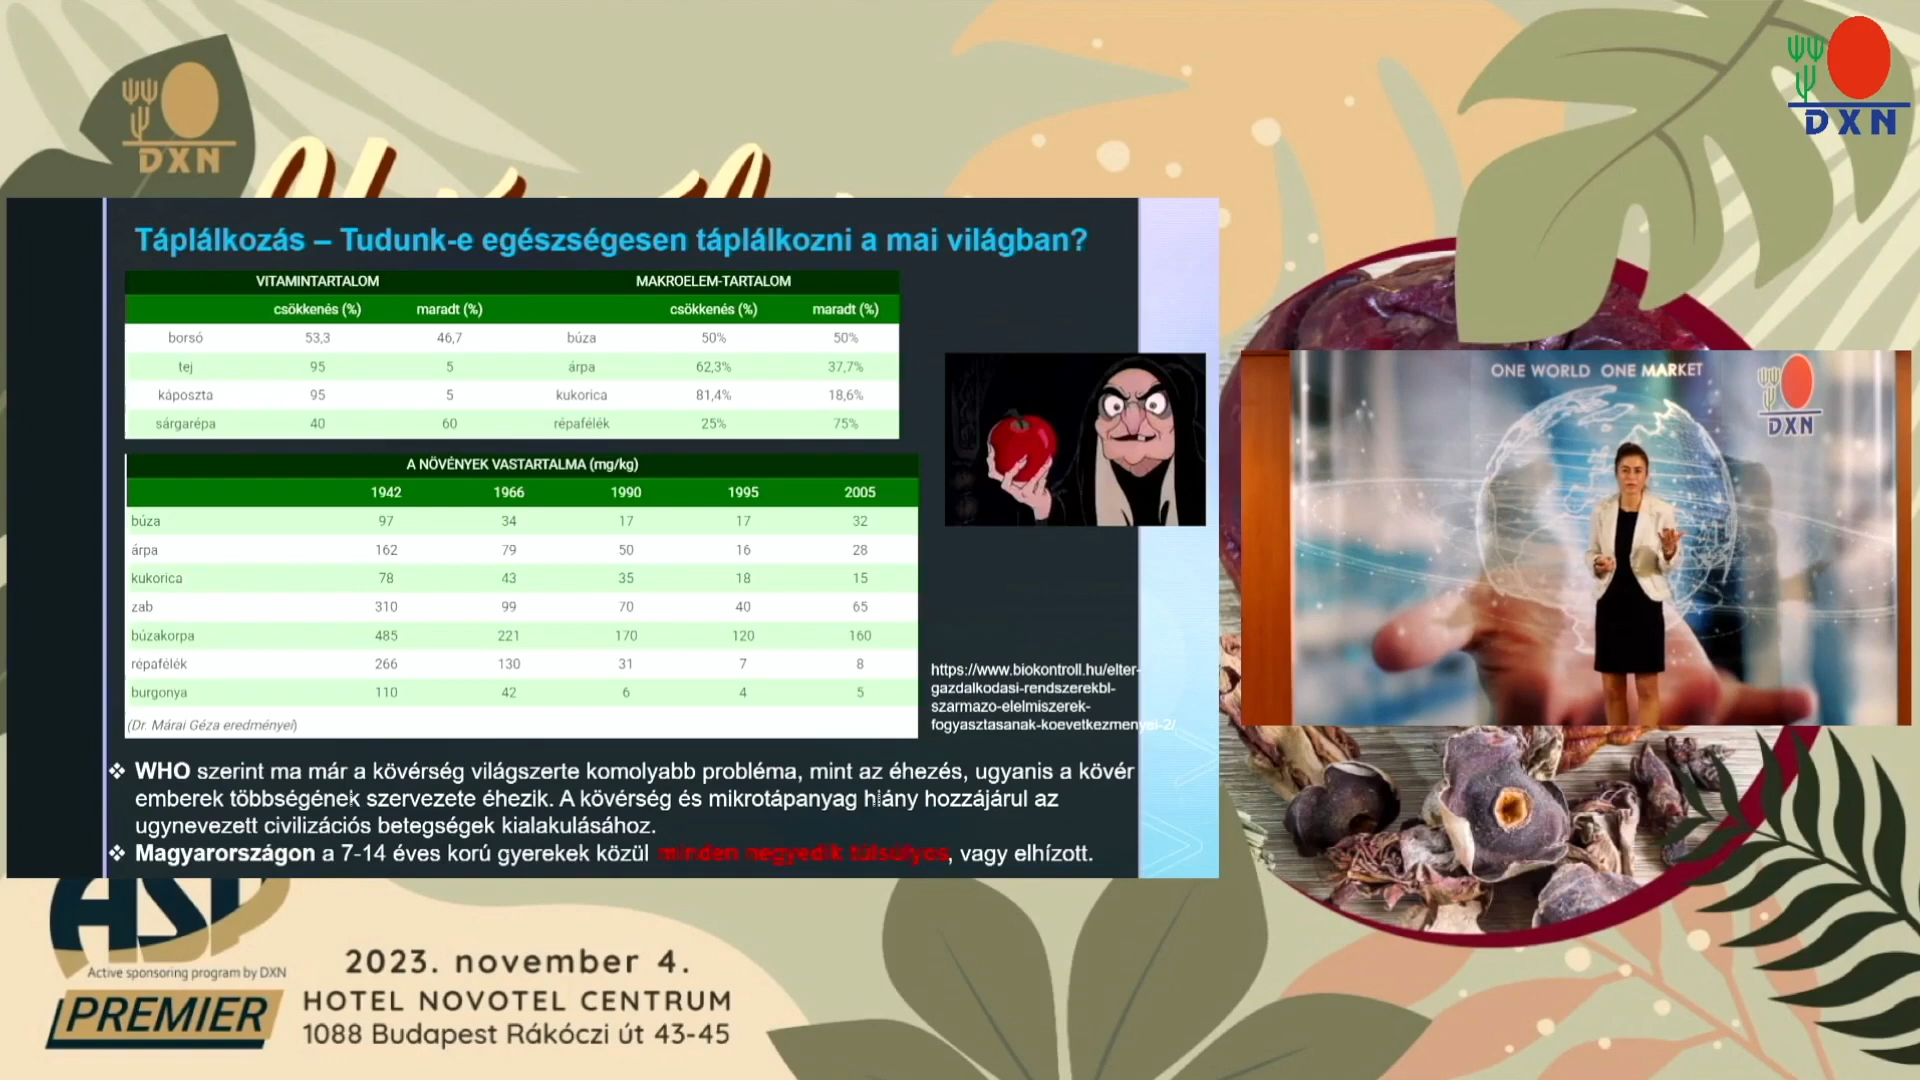 DXN
DXN
Táplálkozás – Tudunk-e egészségesen táplálkozni a mai világban?
VITAMINTARTALOM MAKROELEM-TARTALOM
csökkenés (%) maradt (%) csökkenés (%) maradt (%)
borsó 53,3 46,7 búza 50% 50%
tej 95 5 árpa 62,3% 37,7%
káposzta 95 5 kukorica 81,4% 18,6%
sárgarépa 40 60 répafélék 25% 75%
A NÖVÉNYEK VASTARTALMA (mg/kg)
1942 1966 1990 1995 2005
búza 97 34 17 17 32
árpa 162 79 50 16 28
kukorica 78 43 35 18 15
zab 310 99 70 40 65
búzakorpa 485 221 170 120 160
répafélék 266 130 31 7 8
burgonya 110 42 6 4 5
(Dr. Márai Géza eredményei)
https://www.biokontroll.hu/elter-
gazdalkodasi-rendszerekbl-
szarmazo-elelmiszerek-
fogyasztasanak-koevetkezmenyei-2/
❖ WHO szerint ma már a kövérség világszerte komolyabb probléma, mint az éhezés, ugyanis a kövér
emberek többségének szervezete éhezik. A kövérség és mikrotápanyag hiány hozzájárul az
ugynevezett civilizációs betegségek kialakulásához.
❖ Magyarországon a 7-14 éves korú gyerekek közül minden negyedik túlsúlyos, vagy elhízott.
ONE WORLD ONE MARKET
DXN
ASP
Active sponsoring program by DXN
PREMIER
2023. november 4.
HOTEL NOVOTEL CENTRUM
1088 Budapest Rákóczi út 43-45